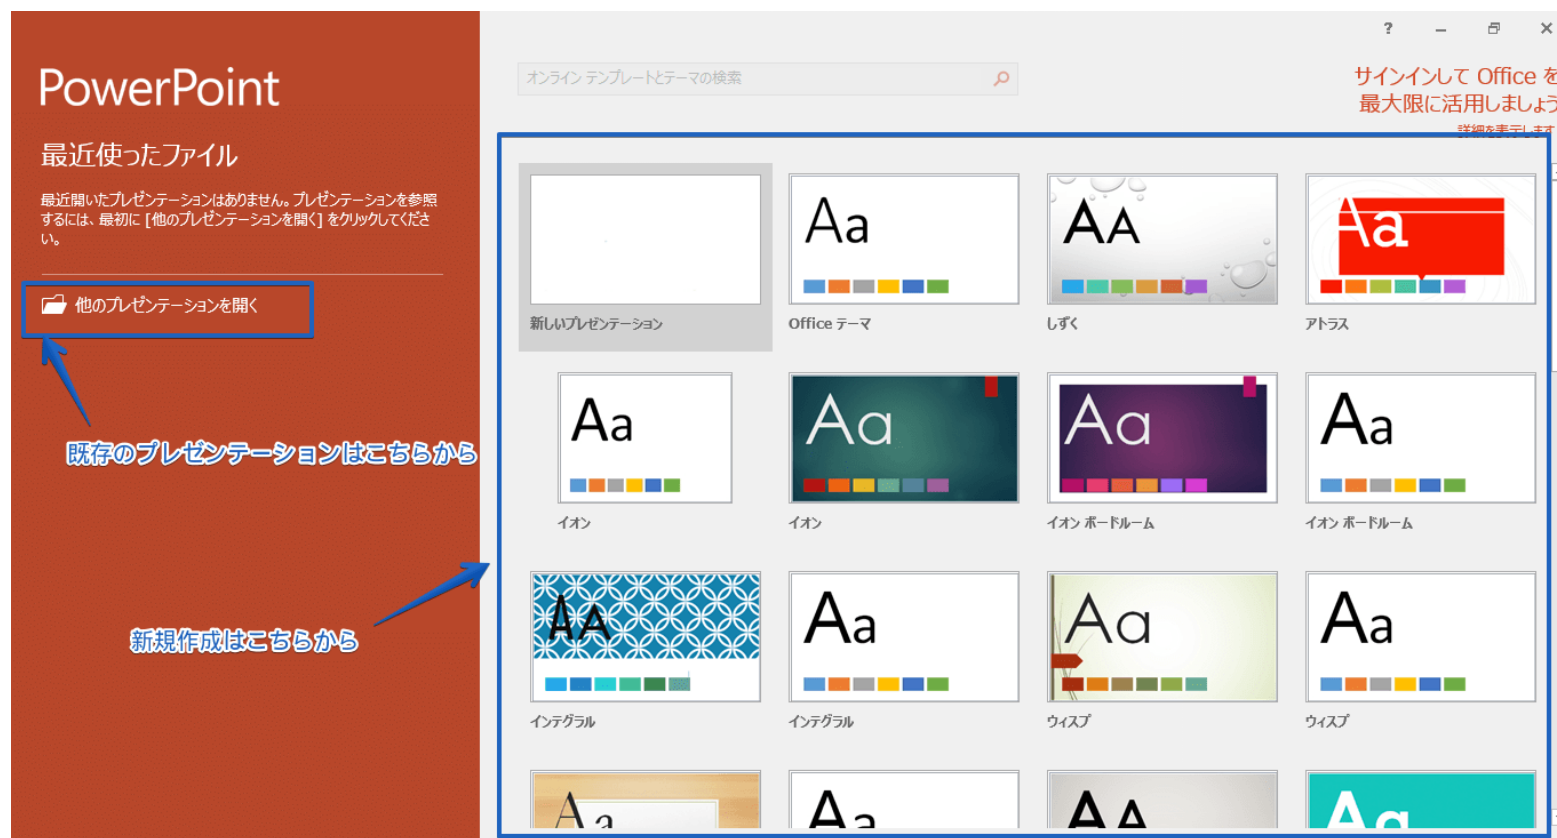 ?
PowerPoint
オンライン テンプレートとテーマの検索
サインインして Office を
最大限に活用しましょう
詳細を表示します
最近使ったファイル
最近開いたプレゼンテーションはありません。プレゼンテーションを参照
するには、最初に [他のプレゼンテーションを開く] をクリックしてくださ
い。
他のプレゼンテーションを開く
既存のプレゼンテーションはこちらから
新規作成はこちらから
Aa
AA
Aa
新しいプレゼンテーション
Office テーマ
しずく
アトラス
Aa
Aa
Aa
Aa
イオン
イオン
イオン ボードルーム
イオン ボードルーム
AA
Aa
Aa
Aa
インテグラル
インテグラル
ウィスプ
ウィスプ
Aa
Aa
AA
Aa